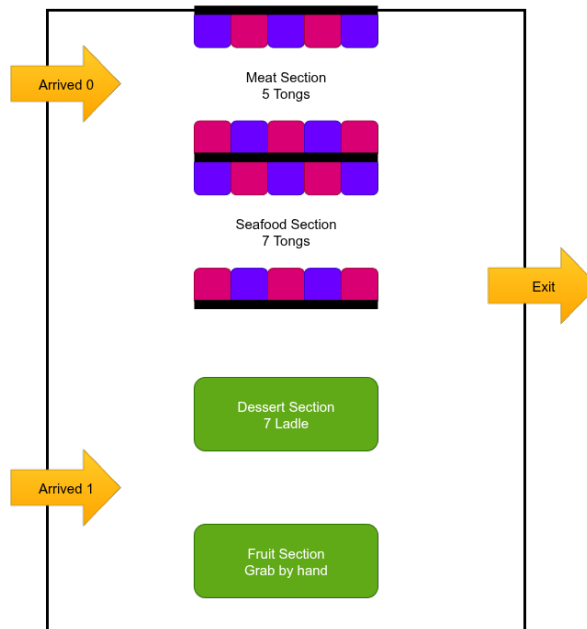 Arrived 0
Meat Section
5 Tongs
Seafood Section
7 Tongs
Exit
Dessert Section
7 Ladle
Arrived 1
Fruit Section
Grab by hand